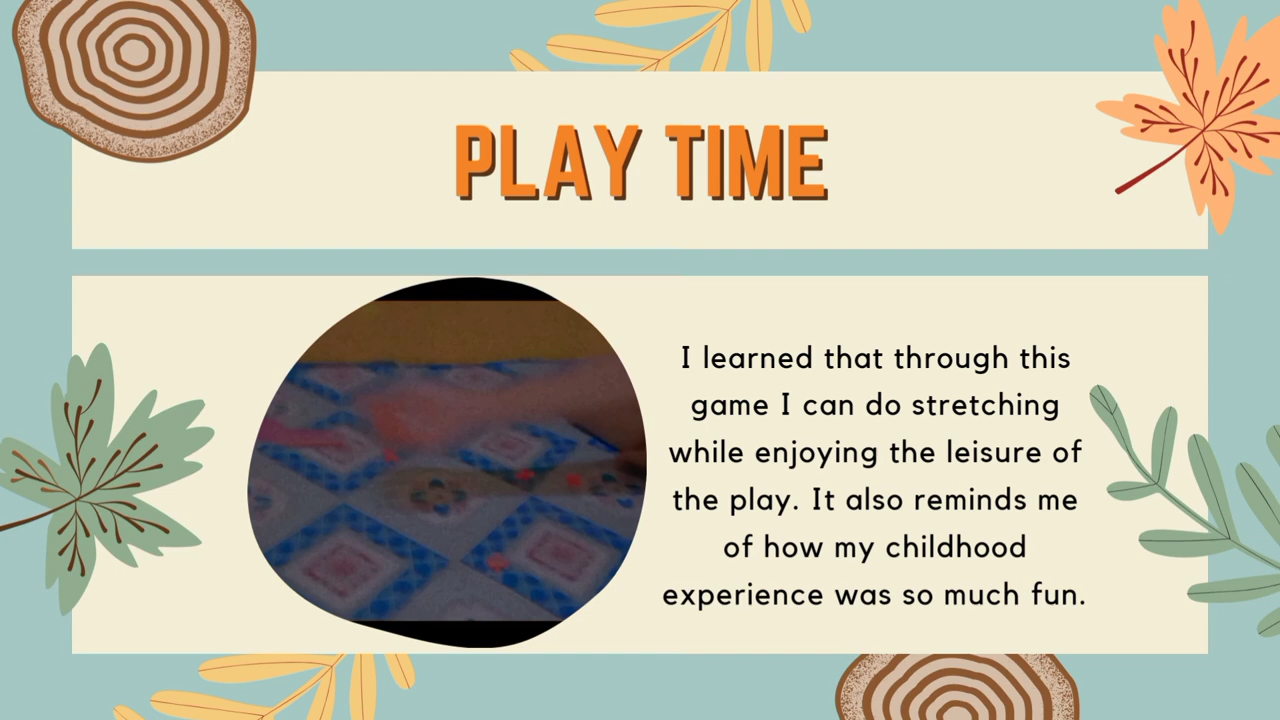 PLAY TIME
I learned that through this
game I can do stretching
while enjoying the leisure of
the play. It also reminds me
of how my childhood
experience was so much fun.